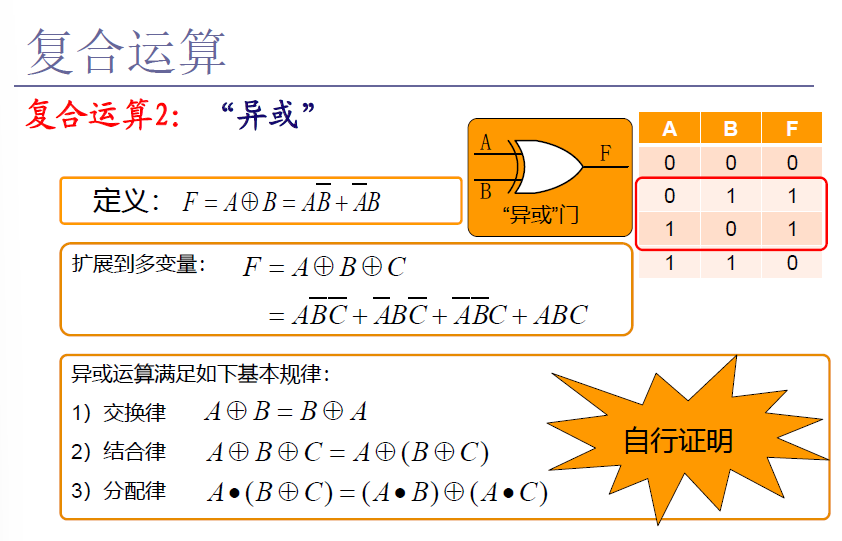 复合运算
复合运算2： “异或”
定义： F = A⊕B = AB̅ + A̅B
A
B
F
“异或”门
A B F
0 0 0
0 1 1
1 0 1
1 1 0
扩展到多变量： F = A⊕B⊕C
= AB̅C̅ + A̅BC̅ + A̅B̅C + ABC
异或运算满足如下基本规律：
1）交换律 A⊕B = B⊕A
2）结合律 A⊕B⊕C = A⊕(B⊕C)
3）分配律 A•(B⊕C) = (A•B)⊕(A•C)
自行证明